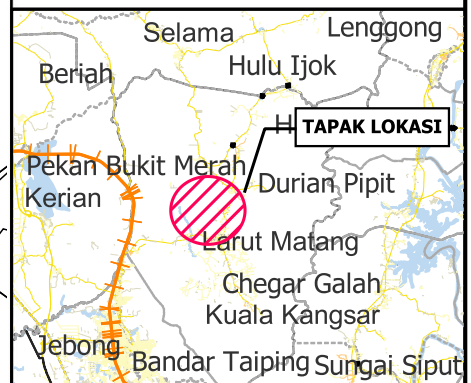 Selama
Lenggong
Beriah
Hulu Ijok
TAPAK LOKASI
Pekan Bukit Merah
Durian Pipit
Kerian
Larut Matang
Chegar Galah
Kuala Kangsar
Jebong
Bandar Taiping
Sungai Siput